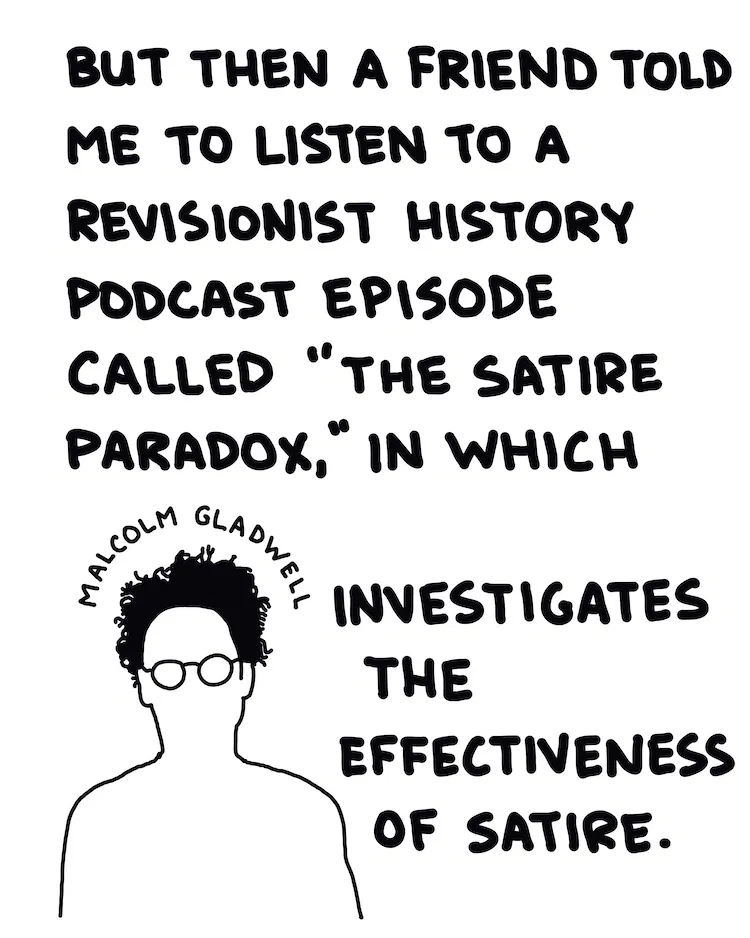 BUT THEN A FRIEND TOLD
ME TO LISTEN TO A
REVISIONIST HISTORY
PODCAST EPISODE
CALLED "THE SATIRE
PARADOX," IN WHICH
MALCOLM GLADWELL
INVESTIGATES
THE
EFFECTIVENESS
OF SATIRE.